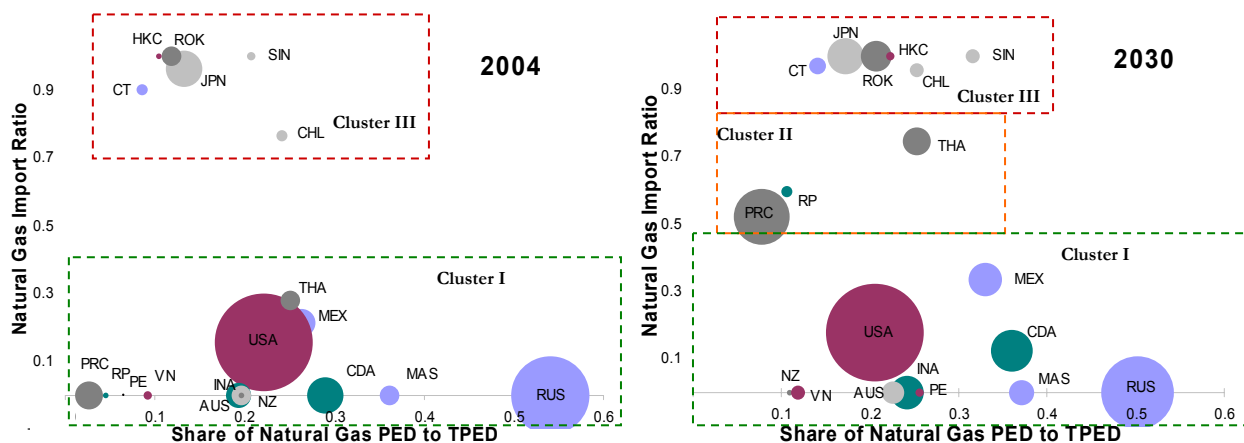 2004
HKC
ROK
SIN
JPN
CT
Cluster III
CHL
Natural Gas Import Ratio
0.9
0.7
0.5
0.3
0.1
-
Cluster I
THA
MEX
USA
PRC
RP
PE
VN
INA
AUS
NZ
CDA
MAS
RUS
0.1
0.2
0.3
0.4
0.5
0.6
Share of Natural Gas PED to TPED
2030
JPN
HKC
SIN
CT
ROK
CHL
Cluster III
Natural Gas Import Ratio
0.9
0.7
0.5
0.3
0.1
-
Cluster II
THA
RP
PRC
Cluster I
MEX
USA
CDA
NZ
VN
AUS
INA
PE
MAS
RUS
0.1
0.2
0.3
0.4
0.5
0.6
Share of Natural Gas PED to TPED